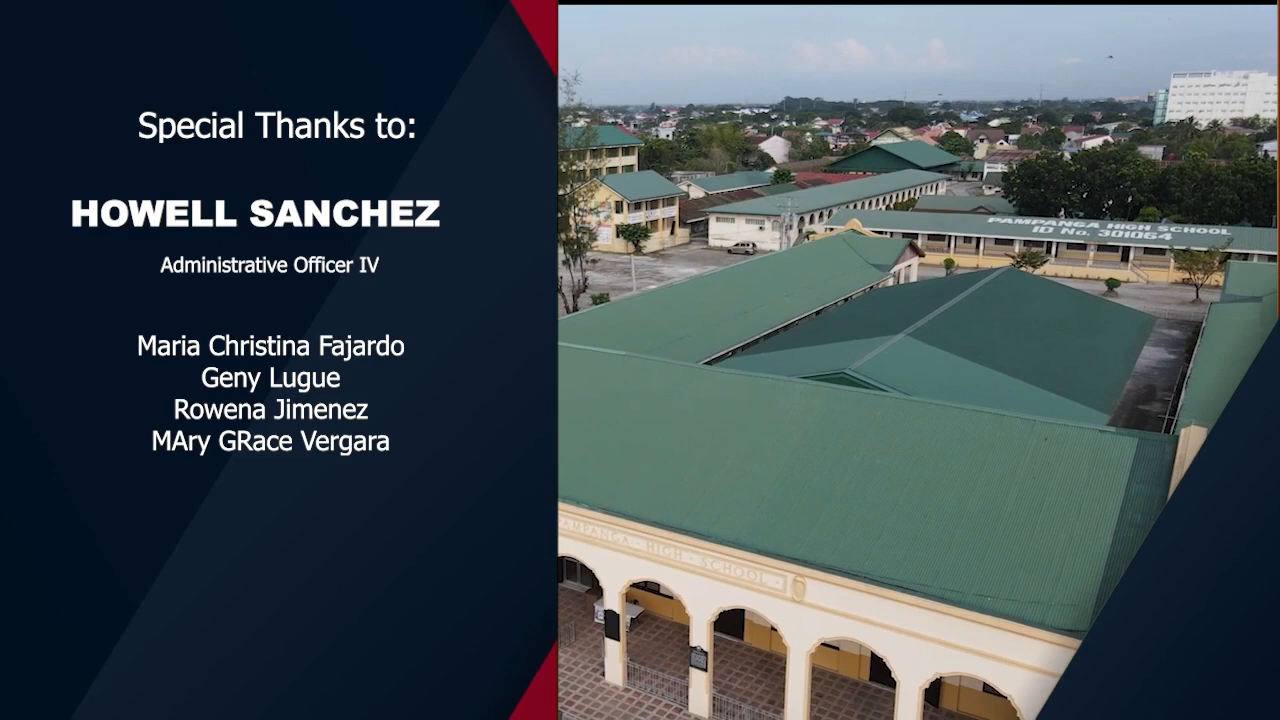 Special Thanks to:
HOWELL SANCHEZ
Administrative Officer IV
Maria Christina Fajardo
Geny Lugue
Rowena Jimenez
MAry GRace Vergara
PAMPANGA HIGH SCHOOL
ID No. 301064
PAMPANGA · HIGH · SCHOOL